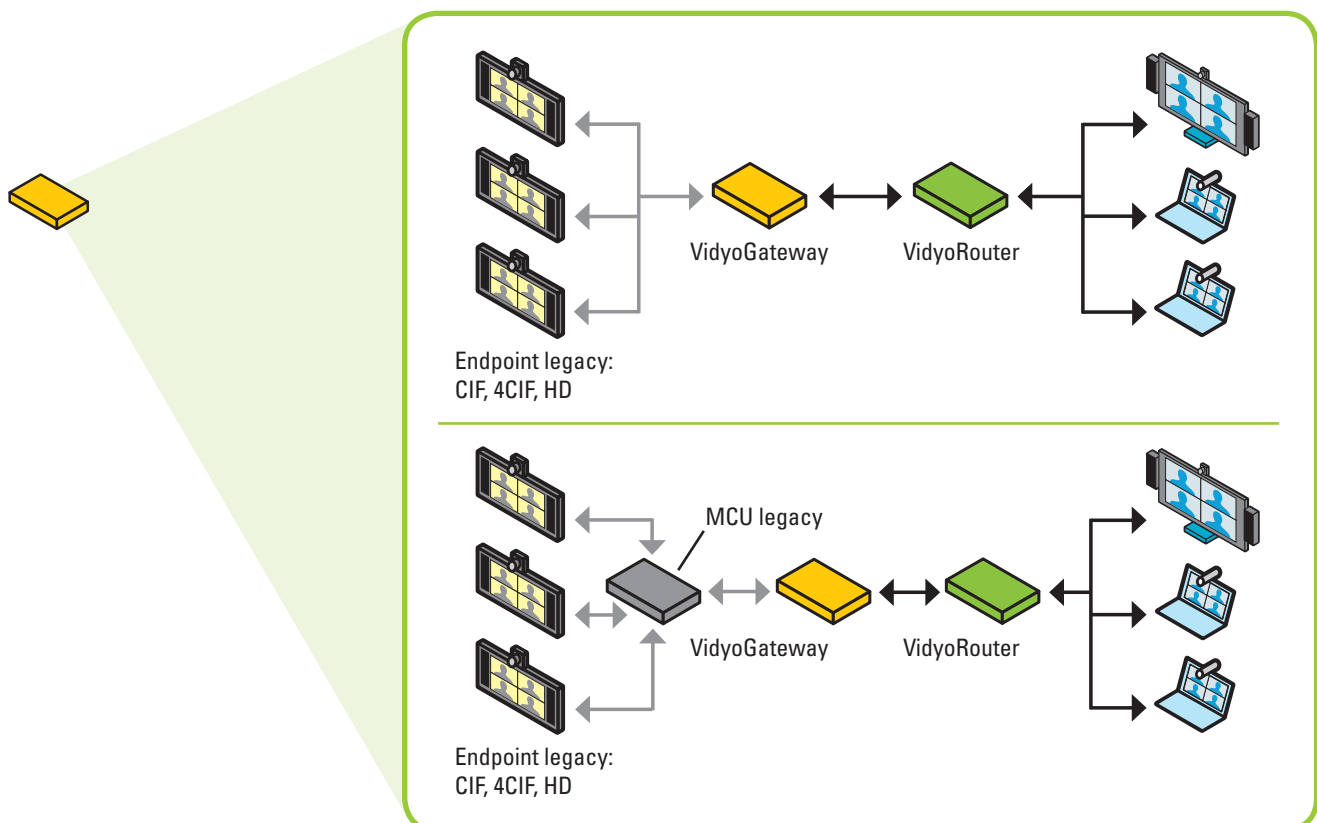 VidyoGateway
VidyoRouter
Endpoint legacy:
CIF, 4CIF, HD
MCU legacy
VidyoGateway
VidyoRouter
Endpoint legacy:
CIF, 4CIF, HD